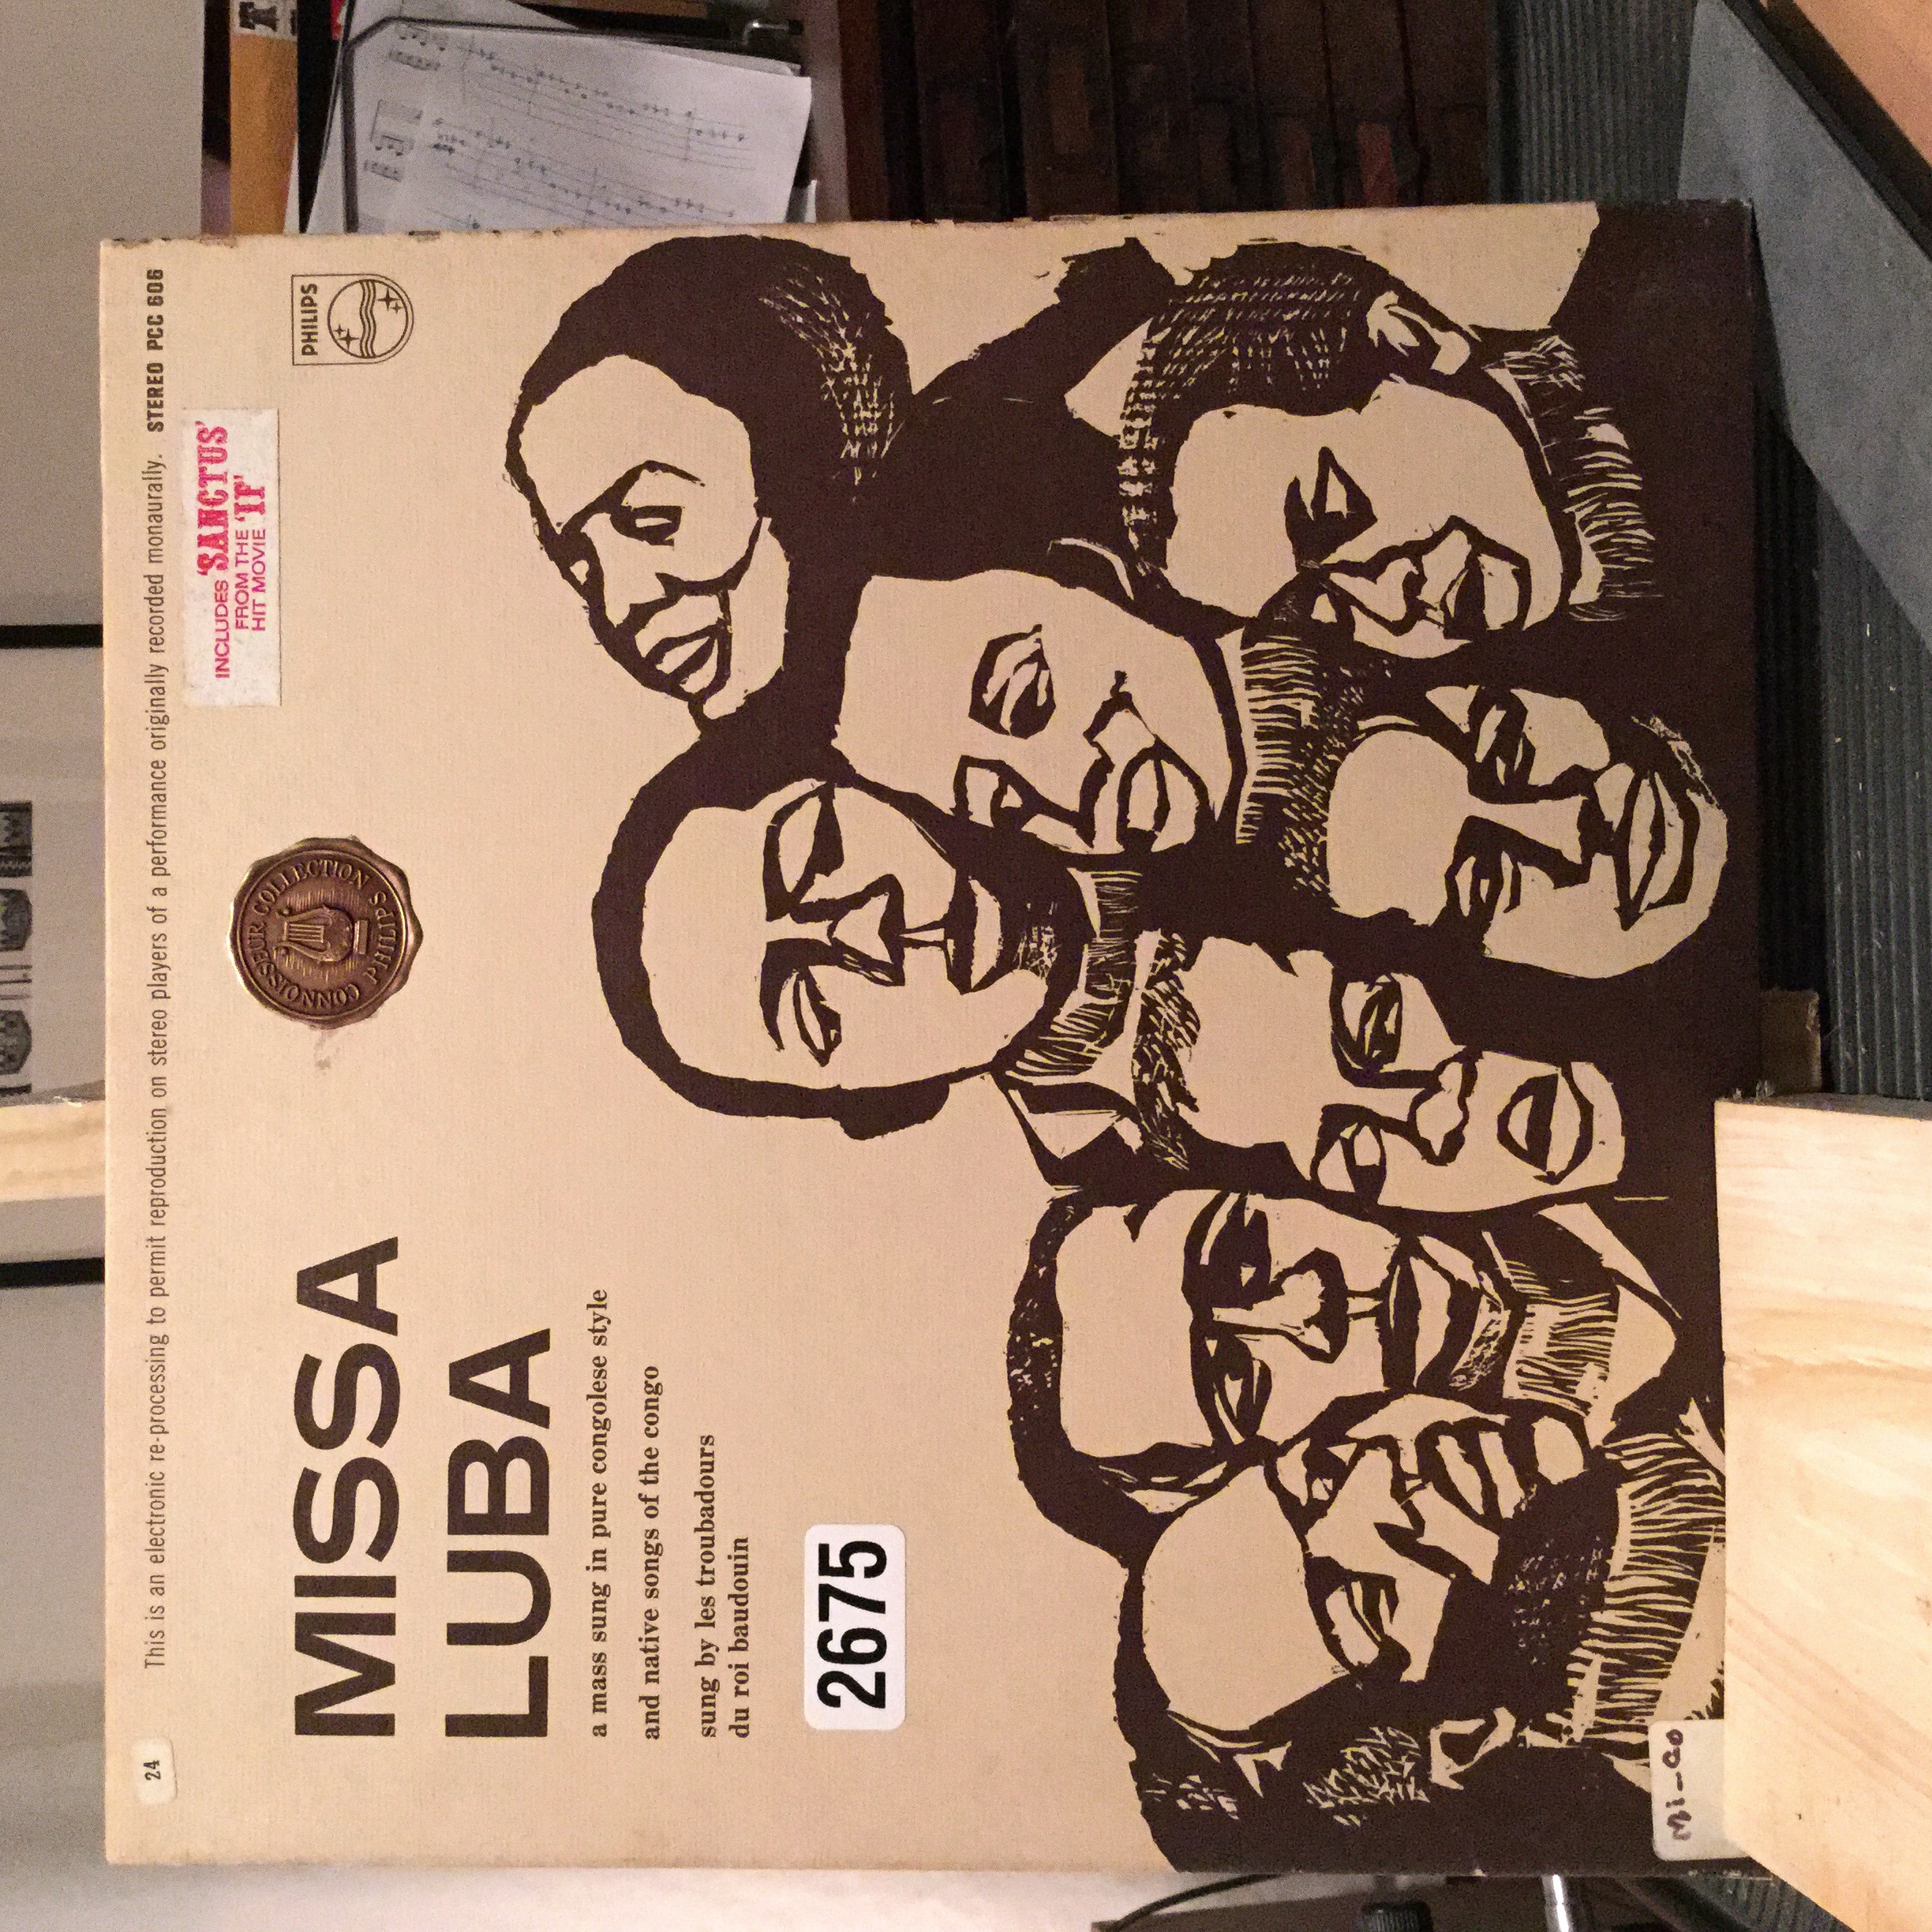 24
This is an electronic re-processing to permit reproduction on stereo players of a performance originally recorded monaurally. STEREO PCC 606
INCLUDES 'SANCTUS'
FROM THE 'IF'
HIT MOVIE
PHILIPS
CONNOISSEUR COLLECTION PHILIPS
MISSA
LUBA
a mass sung in pure congolese style
and native songs of the congo
sung by les troubadours
du roi baudouin
2675
Mi-Co